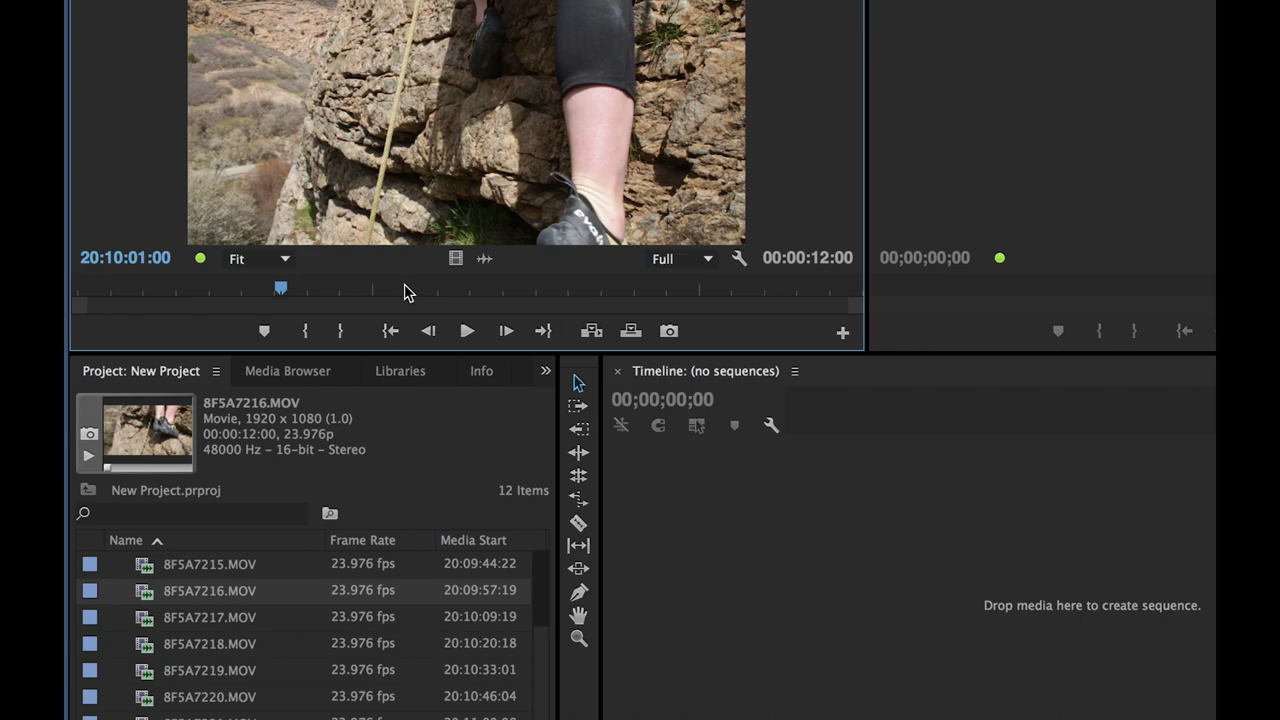 evolv
20:10:01:00 Fit Full 00:00:12:00
00;00;00;00
Project: New Project Media Browser Libraries Info
8F5A7216.MOV
Movie, 1920 x 1080 (1.0)
00:00:12:00, 23.976p
48000 Hz - 16-bit - Stereo
New Project.prproj 12 Items
Name Frame Rate Media Start
8F5A7215.MOV 23.976 fps 20:09:44:22
8F5A7216.MOV 23.976 fps 20:09:57:19
8F5A7217.MOV 23.976 fps 20:10:09:19
8F5A7218.MOV 23.976 fps 20:10:20:18
8F5A7219.MOV 23.976 fps 20:10:33:01
8F5A7220.MOV 23.976 fps 20:10:46:04
Timeline: (no sequences)
00;00;00;00
Drop media here to create sequence.